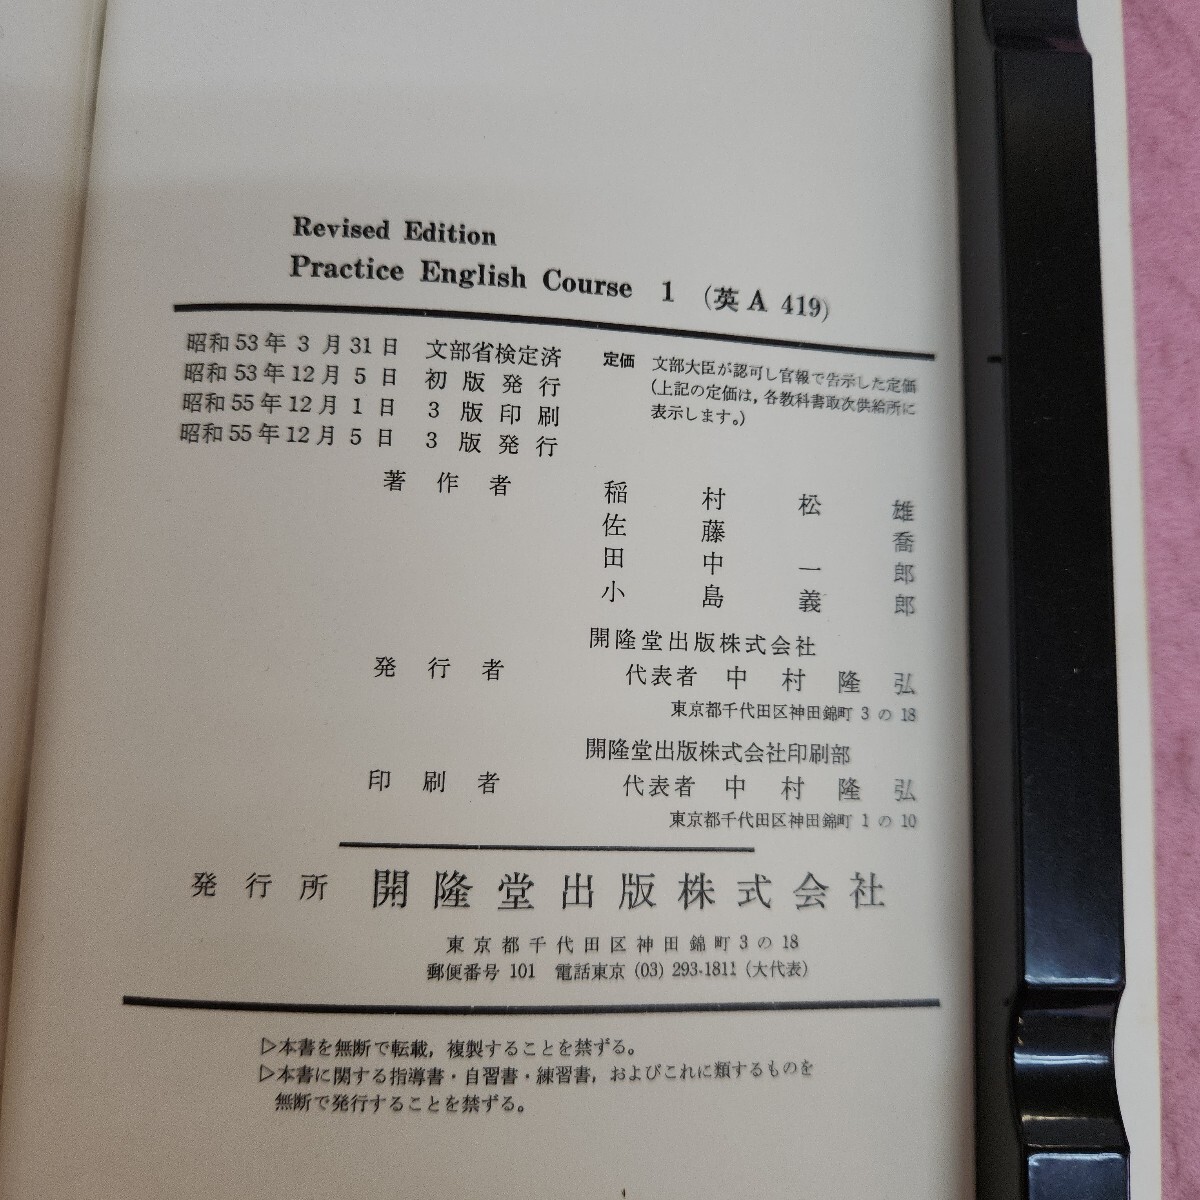 Revised Edition
Practice English Course 1 (英A 419)
昭和53年 3月31日 文部省検定済
昭和53年12月 5日 初版発行
昭和55年12月 1日 3版印刷
昭和55年12月 5日 3版発行
定価 文部大臣が認可し官報で告示した定価
(上記の定価は,各教科書取次供給所に
表示します。)
著作者 稲村松雄
佐藤喬
田中一郎
小島義郎
開隆堂出版株式会社
発行者 代表者 中村隆弘
東京都千代田区神田錦町3の18
開隆堂出版株式会社印刷部
印刷者 代表者 中村隆弘
東京都千代田区神田錦町1の10
発行所 開隆堂出版株式会社
東京都千代田区神田錦町3の18
郵便番号 101 電話東京 (03) 293-1811 (大代表)
▷本書を無断で転載,複製することを禁ずる。
▷本書に関する指導書・自習書・練習書,およびこれに類するものを
無断で発行することを禁ずる。